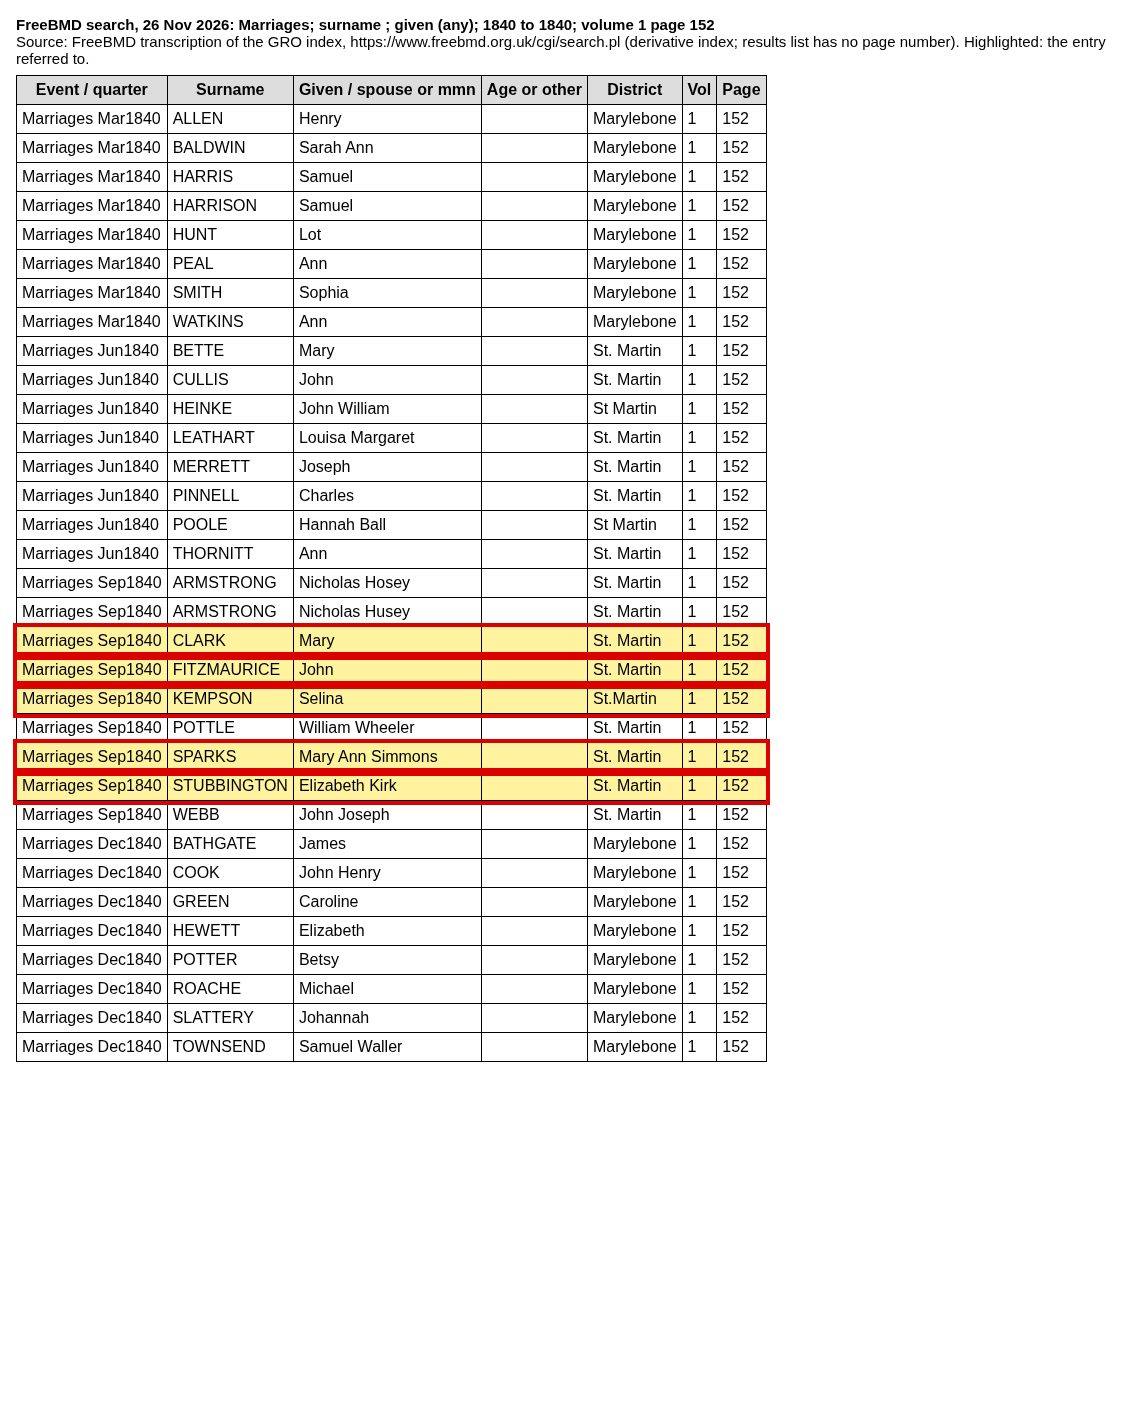 FreeBMD search, 26 Nov 2026: Marriages; surname ; given (any); 1840 to 1840; volume 1 page 152
Source: FreeBMD transcription of the GRO index, https://www.freebmd.org.uk/cgi/search.pl (derivative index; results list has no page number). Highlighted: the entry
referred to.
Event / quarter Surname Given / spouse or mmn Age or other District Vol Page
Marriages Mar1840 ALLEN Henry Marylebone 1 152
Marriages Mar1840 BALDWIN Sarah Ann Marylebone 1 152
Marriages Mar1840 HARRIS Samuel Marylebone 1 152
Marriages Mar1840 HARRISON Samuel Marylebone 1 152
Marriages Mar1840 HUNT Lot Marylebone 1 152
Marriages Mar1840 PEAL Ann Marylebone 1 152
Marriages Mar1840 SMITH Sophia Marylebone 1 152
Marriages Mar1840 WATKINS Ann Marylebone 1 152
Marriages Jun1840 BETTE Mary St. Martin 1 152
Marriages Jun1840 CULLIS John St. Martin 1 152
Marriages Jun1840 HEINKE John William St Martin 1 152
Marriages Jun1840 LEATHART Louisa Margaret St. Martin 1 152
Marriages Jun1840 MERRETT Joseph St. Martin 1 152
Marriages Jun1840 PINNELL Charles St. Martin 1 152
Marriages Jun1840 POOLE Hannah Ball St Martin 1 152
Marriages Jun1840 THORNITT Ann St. Martin 1 152
Marriages Sep1840 ARMSTRONG Nicholas Hosey St. Martin 1 152
Marriages Sep1840 ARMSTRONG Nicholas Husey St. Martin 1 152
Marriages Sep1840 CLARK Mary St. Martin 1 152
Marriages Sep1840 FITZMAURICE John St. Martin 1 152
Marriages Sep1840 KEMPSON Selina St.Martin 1 152
Marriages Sep1840 POTTLE William Wheeler St. Martin 1 152
Marriages Sep1840 SPARKS Mary Ann Simmons St. Martin 1 152
Marriages Sep1840 STUBBINGTON Elizabeth Kirk St. Martin 1 152
Marriages Sep1840 WEBB John Joseph St. Martin 1 152
Marriages Dec1840 BATHGATE James Marylebone 1 152
Marriages Dec1840 COOK John Henry Marylebone 1 152
Marriages Dec1840 GREEN Caroline Marylebone 1 152
Marriages Dec1840 HEWETT Elizabeth Marylebone 1 152
Marriages Dec1840 POTTER Betsy Marylebone 1 152
Marriages Dec1840 ROACHE Michael Marylebone 1 152
Marriages Dec1840 SLATTERY Johannah Marylebone 1 152
Marriages Dec1840 TOWNSEND Samuel Waller Marylebone 1 152